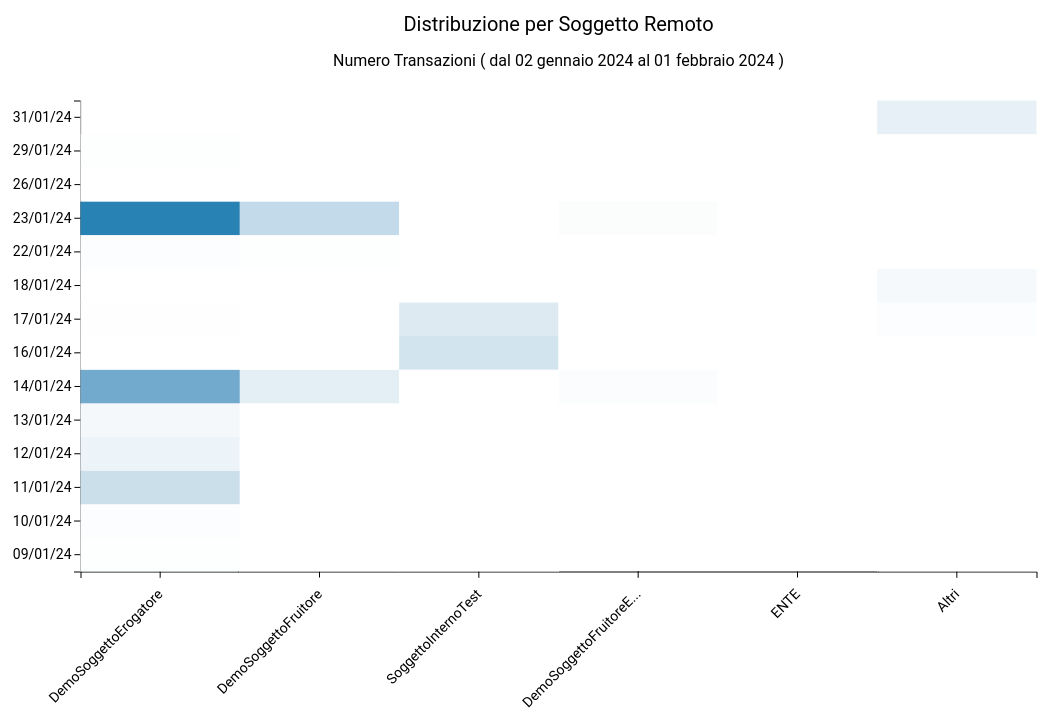 Distribuzione per Soggetto Remoto
Numero Transazioni ( dal 02 gennaio 2024 al 01 febbraio 2024 )
31/01/24
29/01/24
26/01/24
23/01/24
22/01/24
18/01/24
17/01/24
16/01/24
14/01/24
13/01/24
12/01/24
11/01/24
10/01/24
09/01/24
DemoSoggettoErogatore
DemoSoggettoFruitore
SoggettoInternoTest
DemoSoggettoFruitoreE...
ENTE
Altri